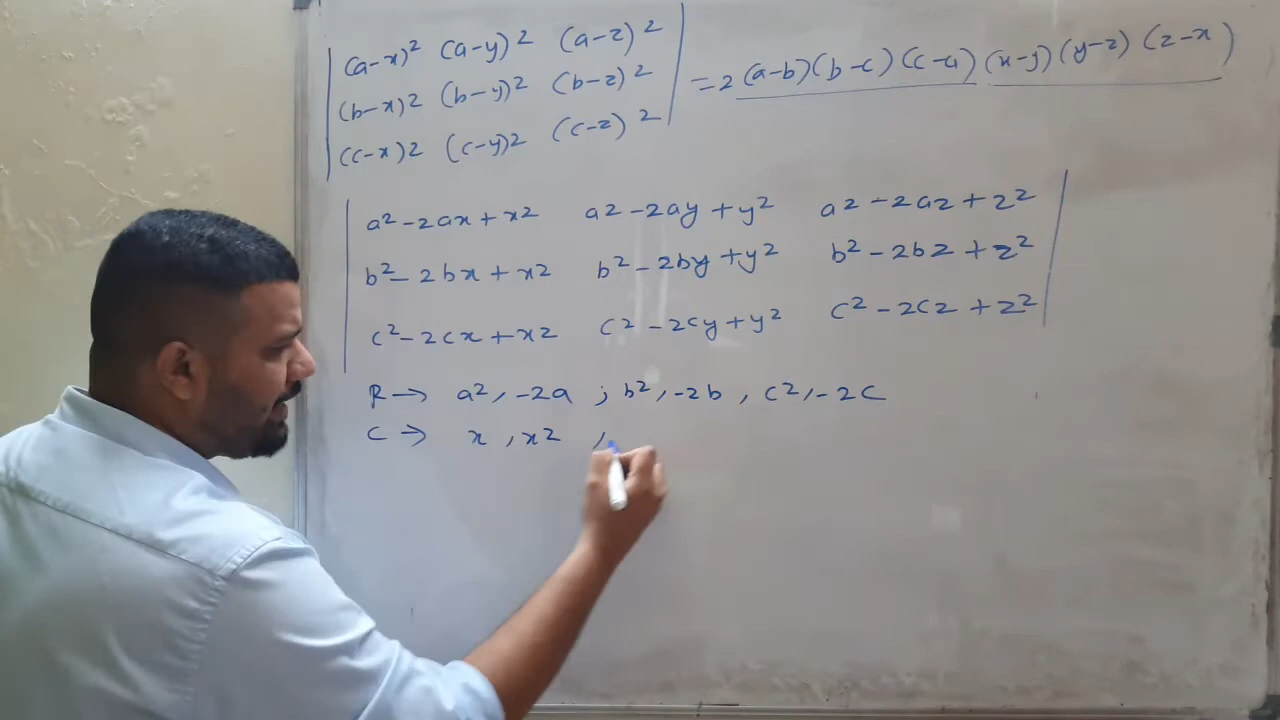 (a-x)² (a-y)² (a-z)²
(b-x)² (b-y)² (b-z)² = 2 (a-b)(b-c)(c-a)(x-y)(y-z)(z-x)
(c-x)² (c-y)² (c-z)²
a²-2ax+x² a²-2ay+y² a²-2az+z²
b²-2bx+x² b²-2by+y² b²-2bz+z²
c²-2cx+x² c²-2cy+y² c²-2cz+z²
R → a², -2a ; b², -2b, c², -2c
C → x, x² ,